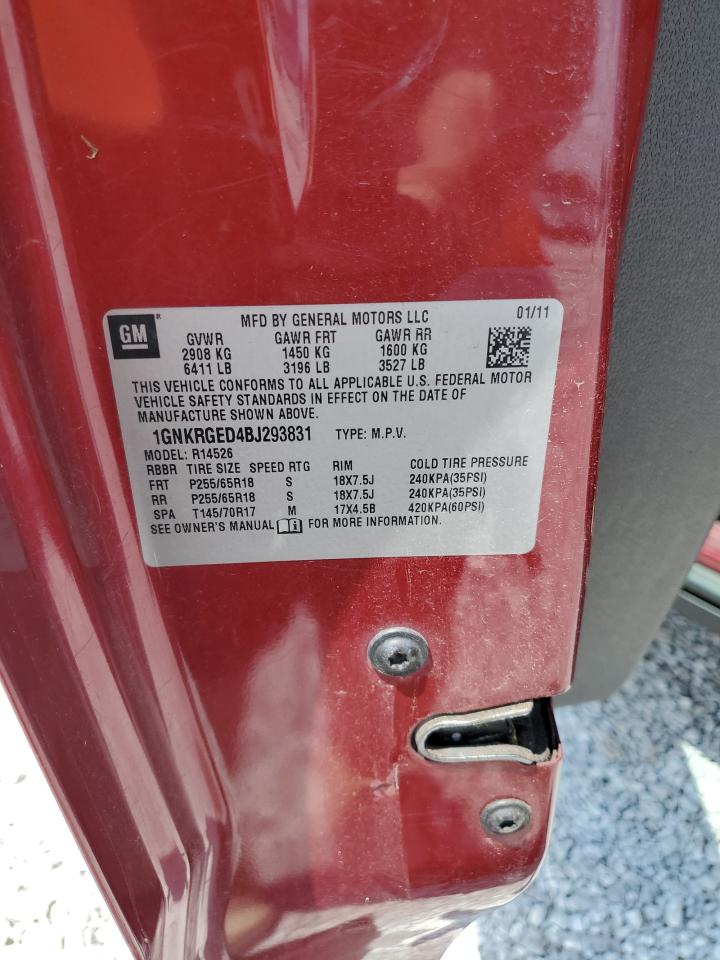 GM ® MFD BY GENERAL MOTORS LLC 01/11
GVWR GAWR FRT GAWR RR
2908 KG 1450 KG 1600 KG
6411 LB 3196 LB 3527 LB
THIS VEHICLE CONFORMS TO ALL APPLICABLE U.S. FEDERAL MOTOR
VEHICLE SAFETY STANDARDS IN EFFECT ON THE DATE OF
MANUFACTURE SHOWN ABOVE.
1GNKRGED4BJ293831 TYPE: M.P.V.
MODEL: R14526
RBBR TIRE SIZE SPEED RTG RIM COLD TIRE PRESSURE
FRT P255/65R18 S 18X7.5J 240KPA(35PSI)
RR P255/65R18 S 18X7.5J 240KPA(35PSI)
SPA T145/70R17 M 17X4.5B 420KPA(60PSI)
SEE OWNER'S MANUAL FOR MORE INFORMATION.